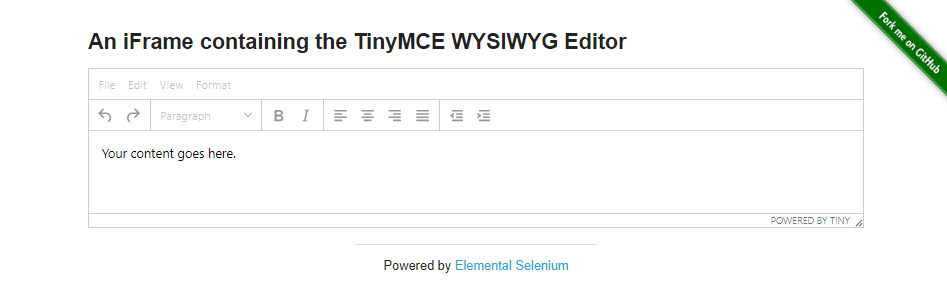 Fork me on GitHub
An iFrame containing the TinyMCE WYSIWYG Editor
File Edit View Format
Paragraph B I
Your content goes here.
POWERED BY TINY
Powered by Elemental Selenium